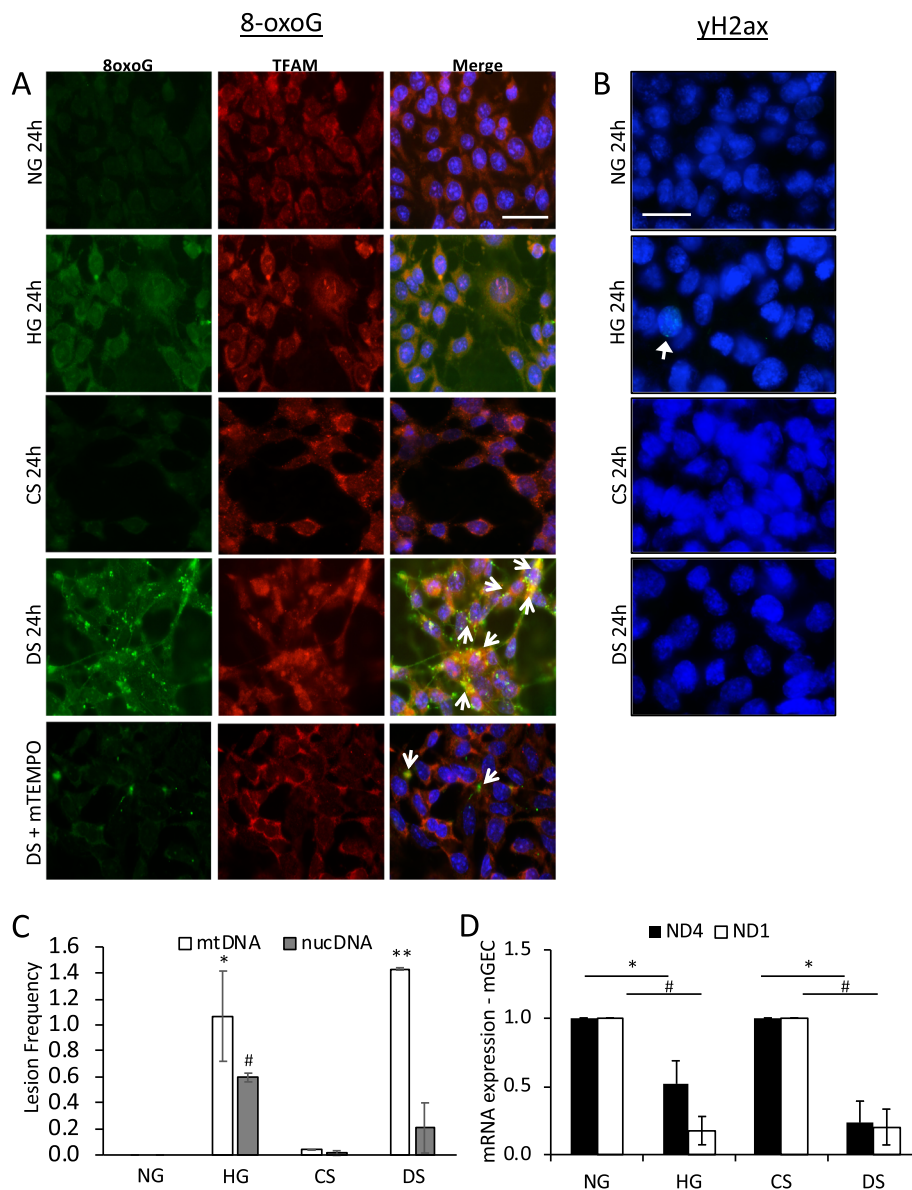 8-oxoG
yH2ax
A
8oxoG
TFAM
Merge
B
NG 24h
HG 24h
CS 24h
DS 24h
DS + mTEMPO
NG 24h
HG 24h
CS 24h
DS 24h
C
mtDNA
nucDNA
Lesion Frequency
1.6
1.4
1.2
1.0
0.8
0.6
0.4
0.2
0.0
*
#
**
NG
HG
CS
DS
D
ND4
ND1
mRNA expression - mGEC
1.5
1.0
0.5
0.0
*
#
*
#
NG
HG
CS
DS